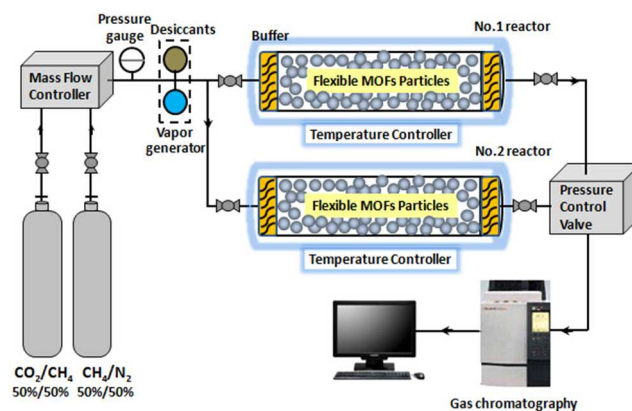 Pressure
gauge
Desiccants
Buffer
No.1 reactor
Mass Flow
Controller
Flexible MOFs Particles
Vapor
generator
Temperature Controller
No.2 reactor
Flexible MOFs Particles
Pressure
Control
Valve
Temperature Controller
CO₂/CH₄
50%/50%
CH₄/N₂
50%/50%
Gas chromatography